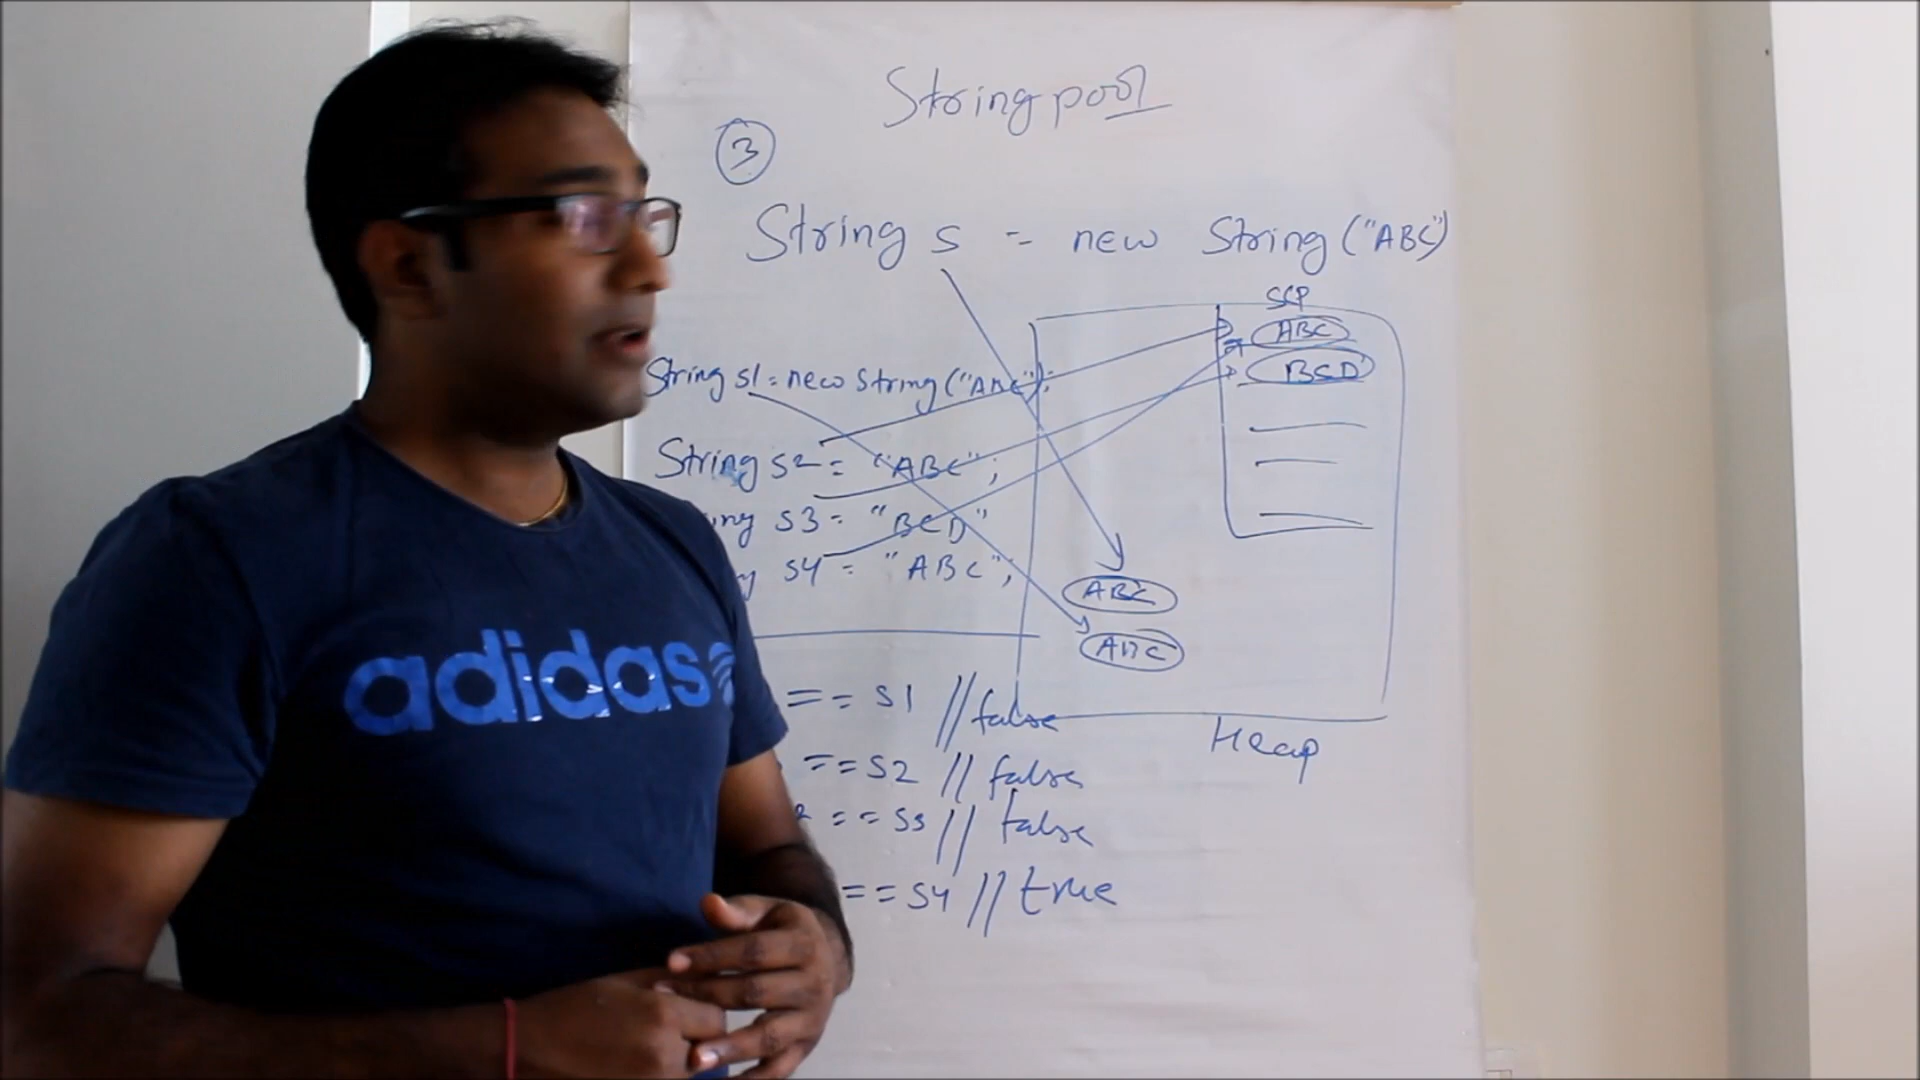 String pool
3
String s = new String ("ABC")
SCP
ABC
BCD
String s1 = new String ("ABC");
String s2 = "ABC";
s3 = "BCD"
s4 = "ABC";
ABC
ABC
adidas
== s1 // false
Heap
== s2 // false
== s3 // false
== s4 // true